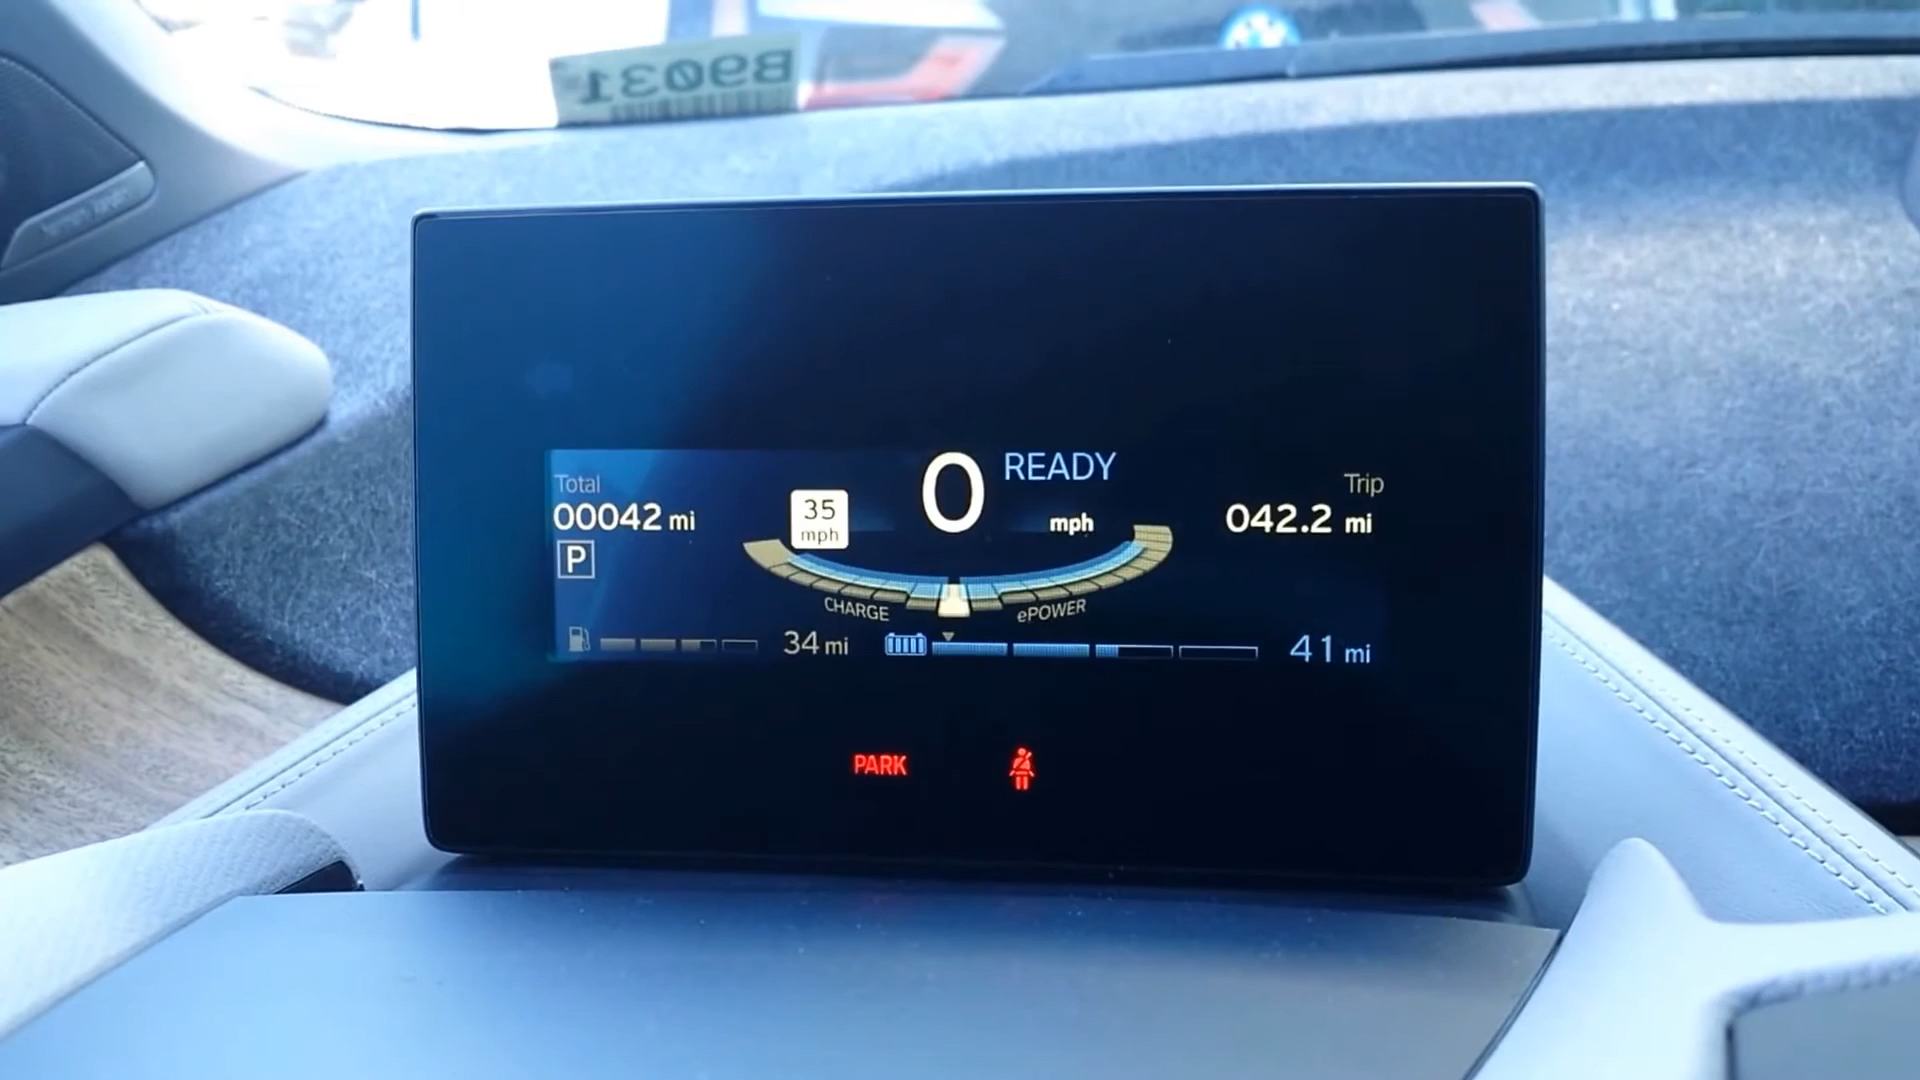 B9031
READY
0
mph
Total
00042 mi
P
35
mph
Trip
042.2 mi
CHARGE
ePOWER
34 mi
41 mi
PARK